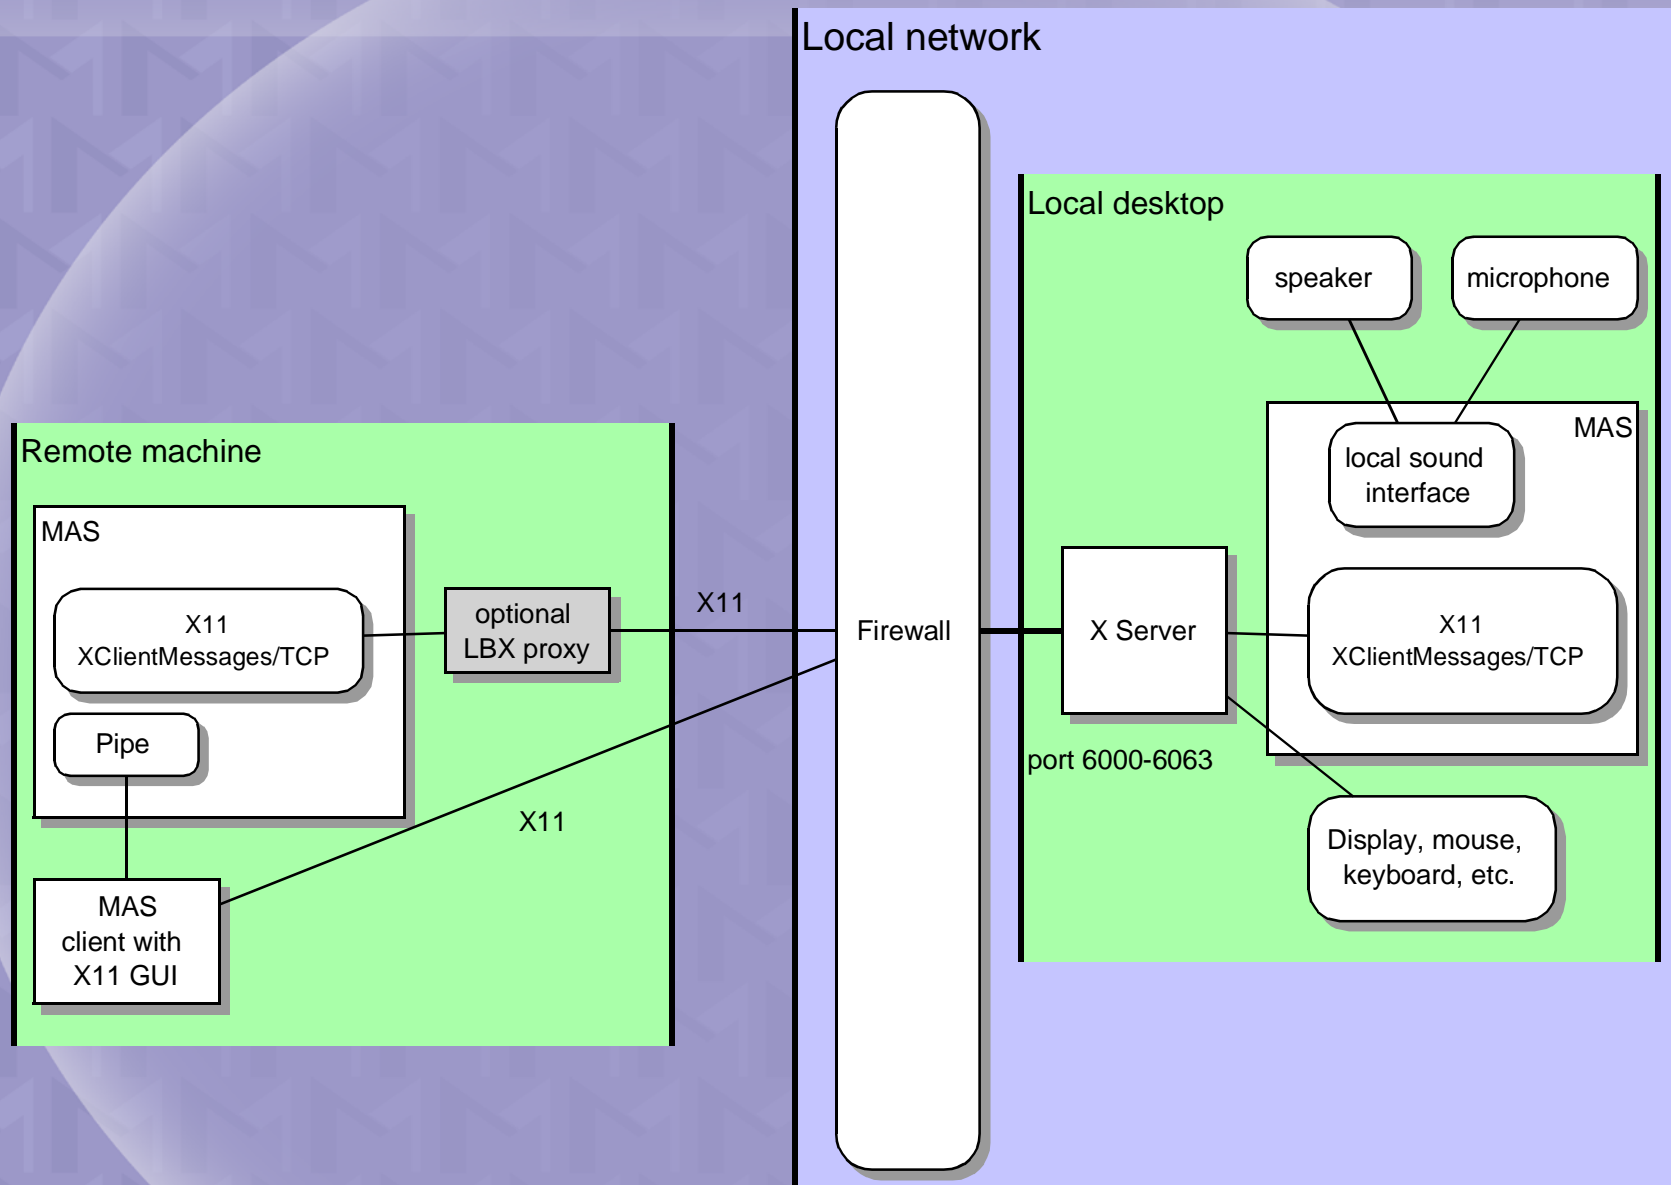 Local network
Local desktop
speaker
microphone
MAS
local sound
interface
Remote machine
MAS
X11
XClientMessages/TCP
optional
LBX proxy
X11
Firewall
X Server
X11
XClientMessages/TCP
Pipe
port 6000-6063
X11
Display, mouse,
keyboard, etc.
MAS
client with
X11 GUI